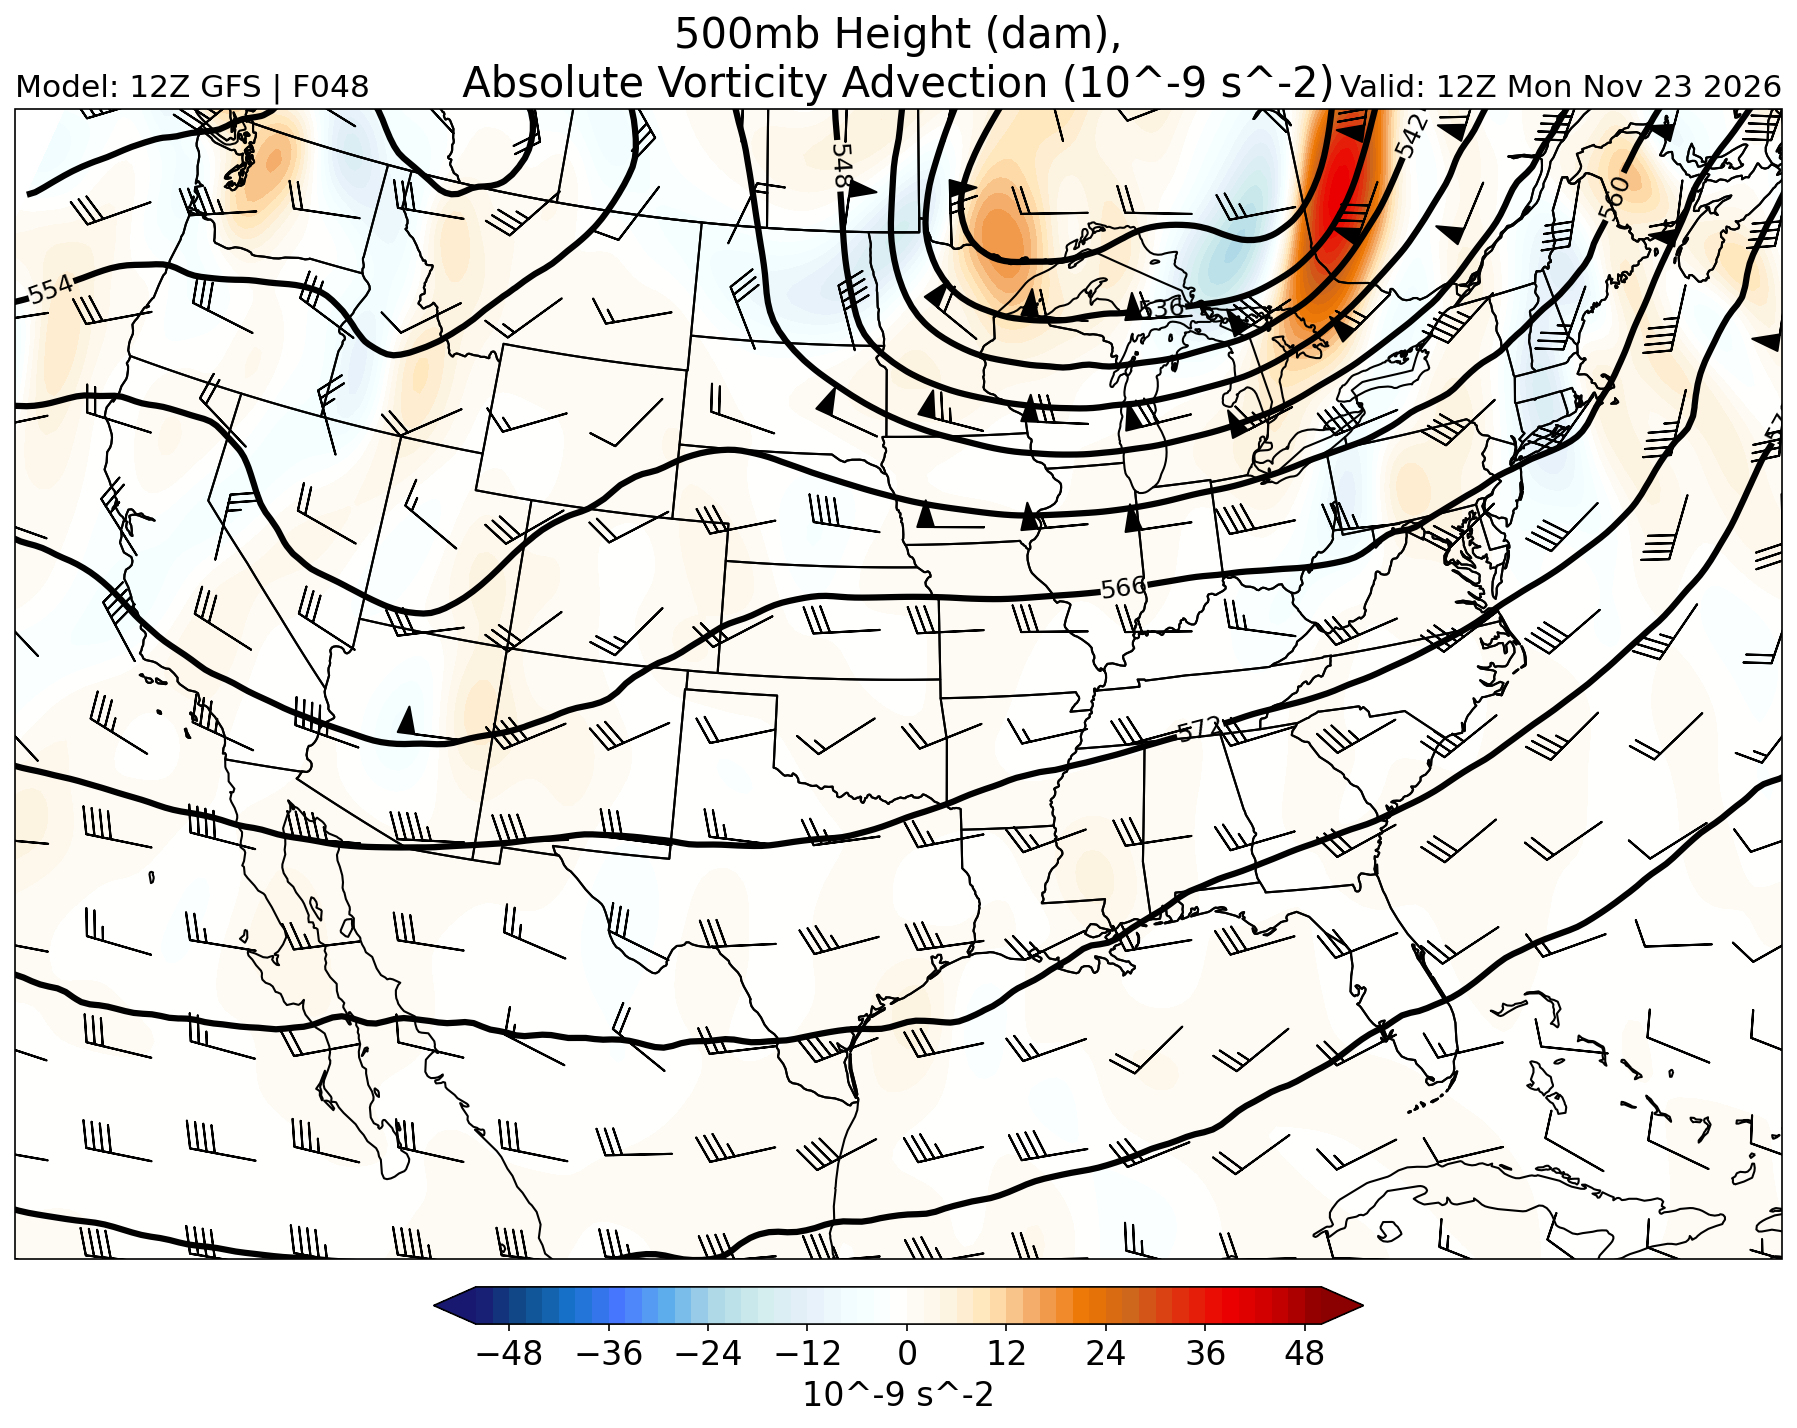 500mb Height (dam),
Model: 12Z GFS | F048 Absolute Vorticity Advection (10^-9 s^-2) Valid: 12Z Mon Nov 23 2026
542
548
560
554
536
566
572
−48 −36 −24 −12 0 12 24 36 48
10^-9 s^-2